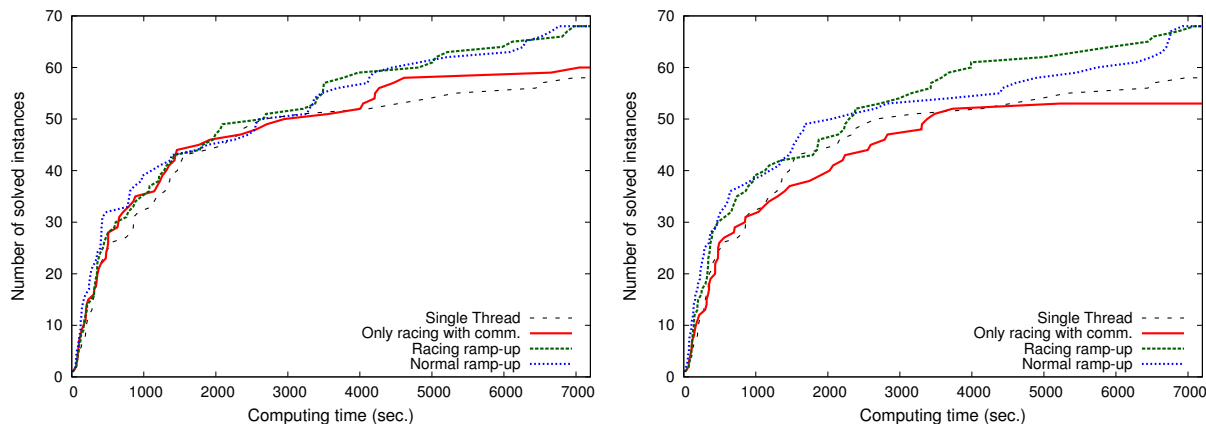 70
60
50
40
30
20
10
0
0 1000 2000 3000 4000 5000 6000 7000
Number of solved instances
Computing time (sec.)
Single Thread
Only racing with comm.
Racing ramp-up
Normal ramp-up
70
60
50
40
30
20
10
0
0 1000 2000 3000 4000 5000 6000 7000
Number of solved instances
Computing time (sec.)
Single Thread
Only racing with comm.
Racing ramp-up
Normal ramp-up